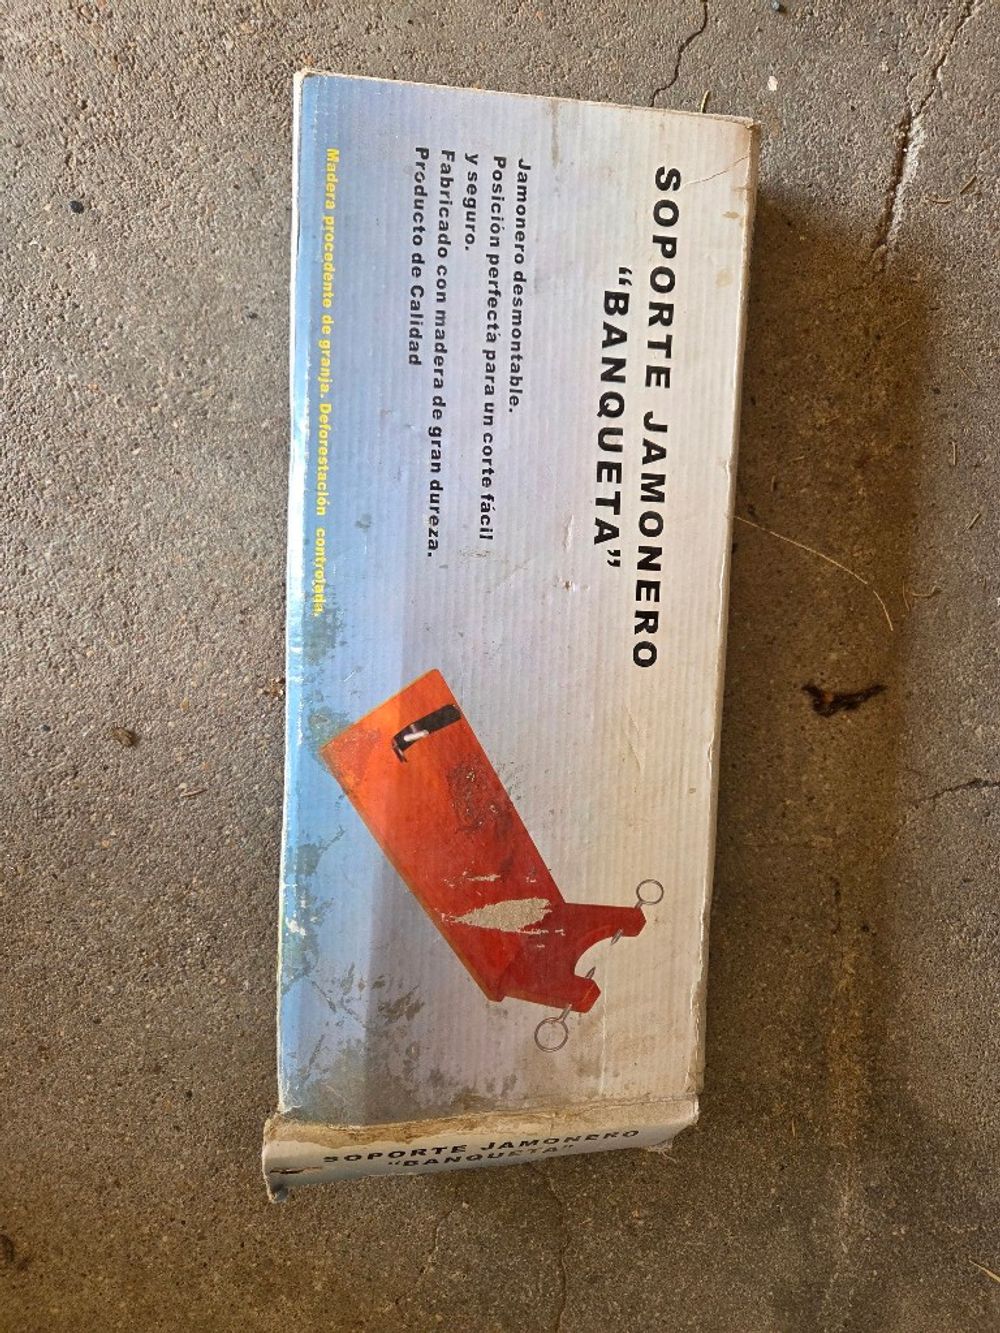 SOPORTE JAMONERO
“BANQUETA”
Jamonero desmontable.
Posición perfecta para un corte fácil
y seguro.
Fabricado con madera de gran dureza.
Producto de Calidad
Madera procedente de granja. Deforestación controlada.
SOPORTE JAMONERO
“BANQUETA”